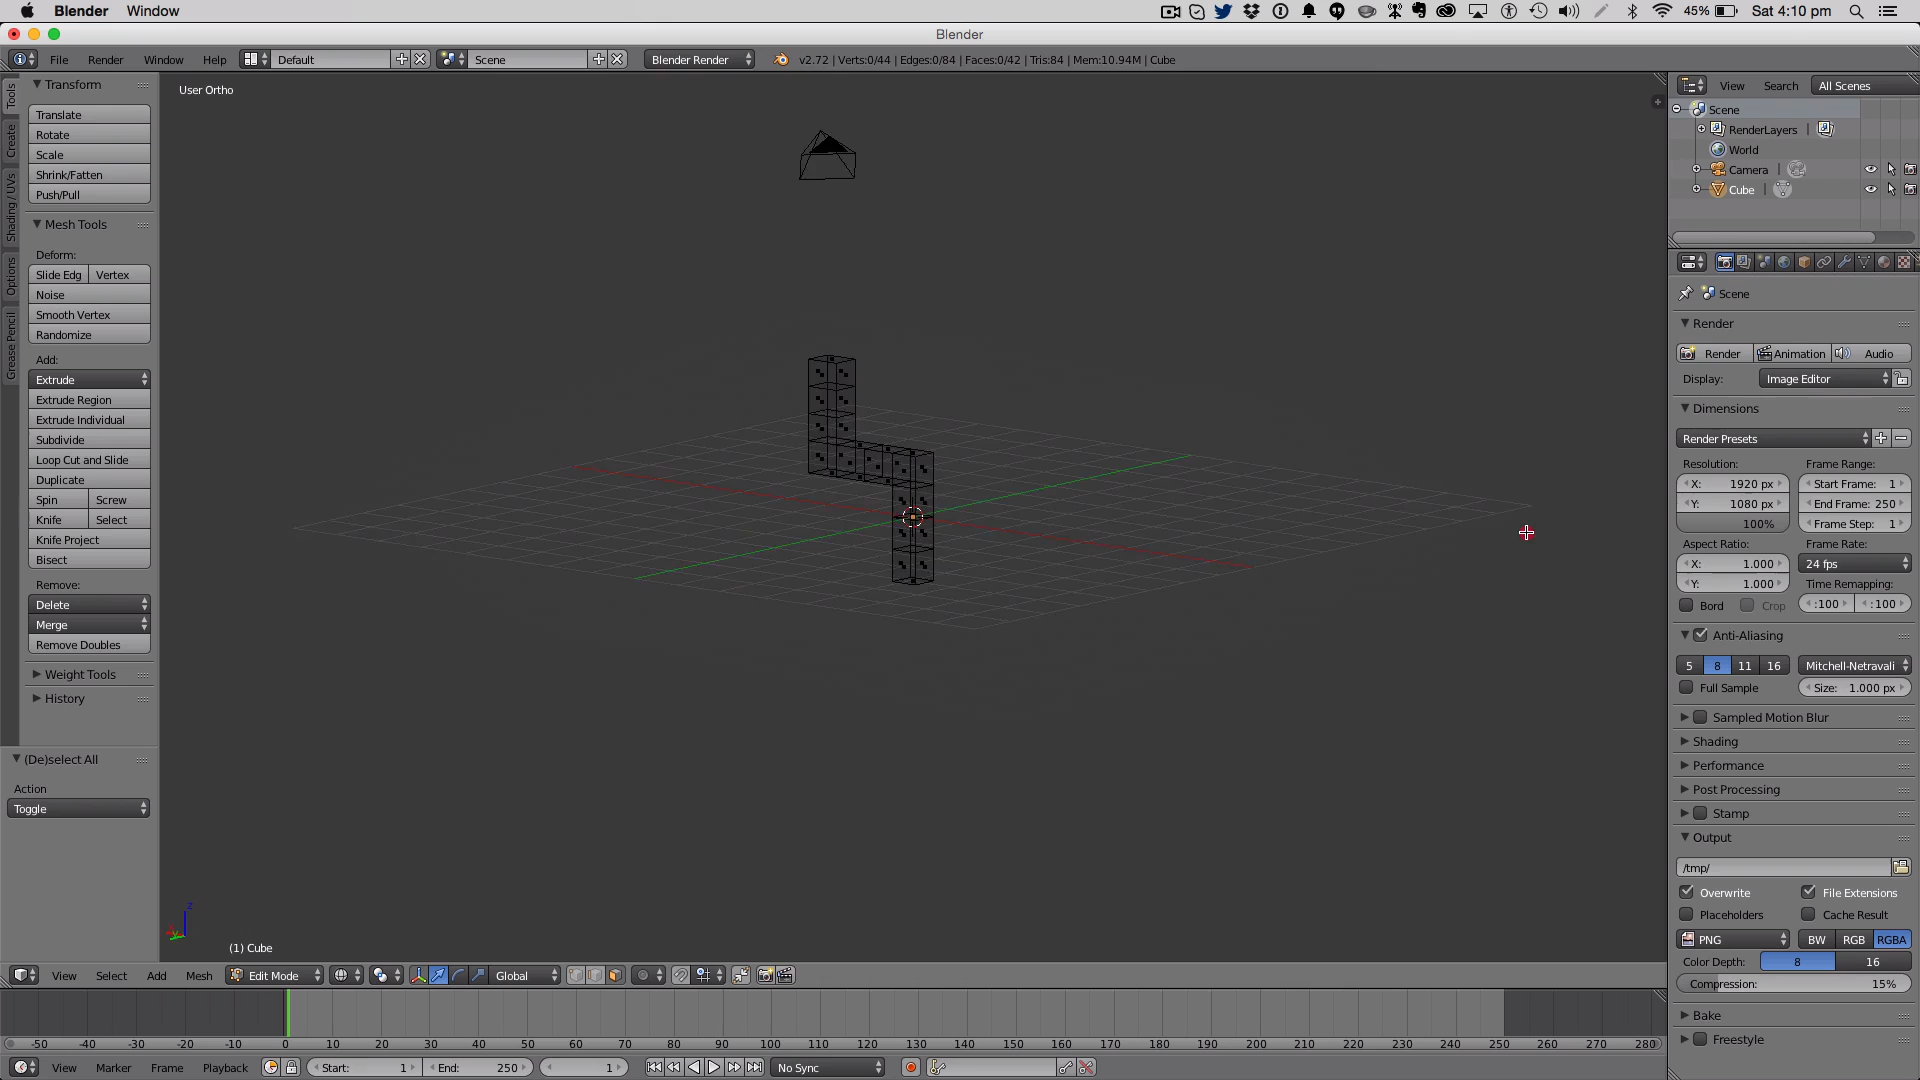 Blender Window 45% Sat 4:10 pm
Blender
File Render Window Help Default Scene Blender Render v2.72 | Verts:0/44 | Edges:0/84 | Faces:0/42 | Tris:84 | Mem:10.94M | Cube
Tools
Create
Shading / UVs
Options
Grease Pencil
Transform
Translate
Rotate
Scale
Shrink/Fatten
Push/Pull
Mesh Tools
Deform:
Slide Edg Vertex
Noise
Smooth Vertex
Randomize
Add:
Extrude
Extrude Region
Extrude Individual
Subdivide
Loop Cut and Slide
Duplicate
Spin Screw
Knife Select
Knife Project
Bisect
Remove:
Delete
Merge
Remove Doubles
Weight Tools
History
(De)select All
Action
Toggle
User Ortho
z
y
(1) Cube
View Search All Scenes
Scene
RenderLayers |
World
Camera |
Cube |
Scene
Render
Render Animation Audio
Display: Image Editor
Dimensions
Render Presets
Resolution: Frame Range:
X: 1920 px Start Frame: 1
Y: 1080 px End Frame: 250
100% Frame Step: 1
Aspect Ratio: Frame Rate:
X: 1.000 24 fps
Y: 1.000 Time Remapping:
Bord Crop :100 :100
Anti-Aliasing
5 8 11 16 Mitchell-Netravali
Full Sample Size: 1.000 px
Sampled Motion Blur
Shading
Performance
Post Processing
Stamp
Output
/tmp/
Overwrite File Extensions
Placeholders Cache Result
PNG BW RGB RGBA
Color Depth: 8 16
Compression: 15%
Bake
Freestyle
View Select Add Mesh Edit Mode Global
-50 -40 -30 -20 -10 0 10 20 30 40 50 60 70 80 90 100 110 120 130 140 150 160 170 180 190 200 210 220 230 240 250 260 270 280
View Marker Frame Playback Start: 1 End: 250 1 No Sync